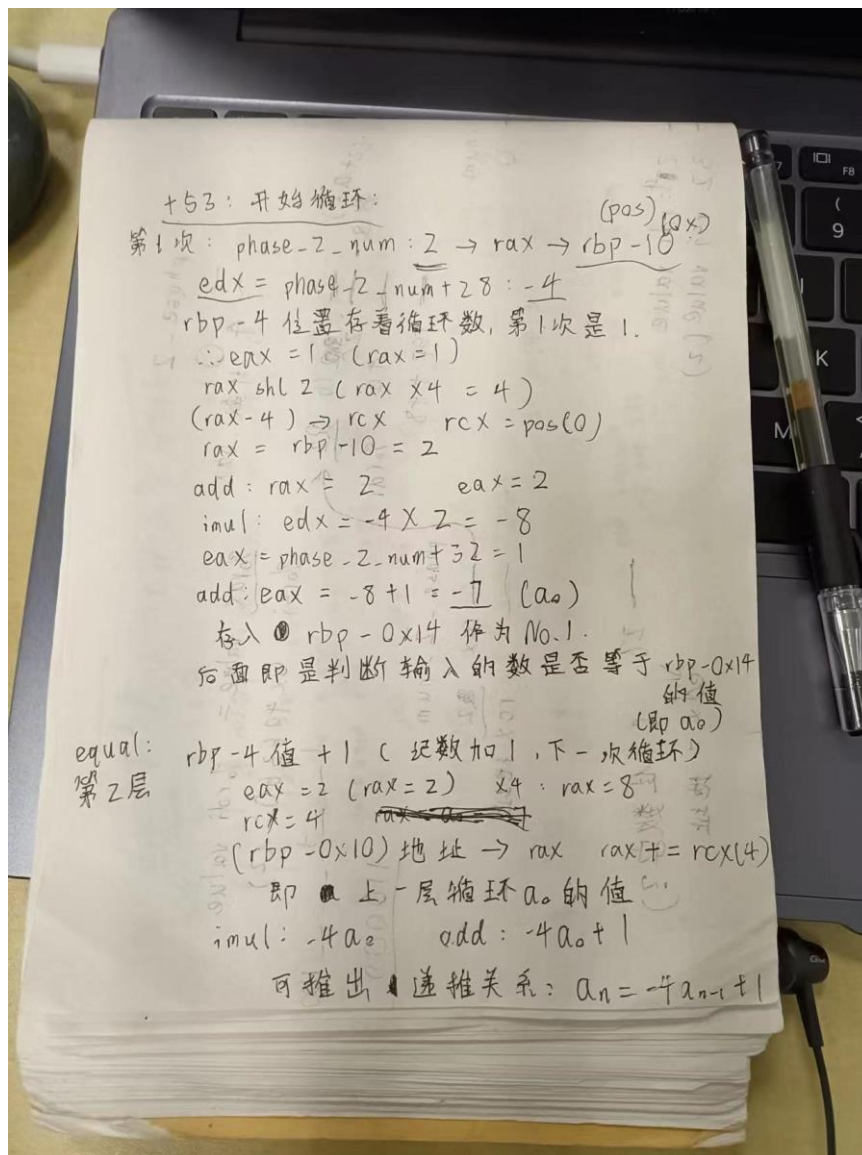 +53: 开始循环:
(pos)
第1次: phase_2_num: 2 → rax → rbp-10 (0x)
edx = phase_2_num+28: -4
rbp-4 位置存着循环数, 第1次是 1.
∴eax = 1 (rax=1)
rax shl 2 (rax ×4 = 4)
(rax-4) → rcx rcx = pos(0)
rax = rbp-10 = 2
add: rax = 2 eax = 2
imul: edx = -4 × 2 = -8
eax = phase_2_num+32 = 1
add: eax = -8+1 = -7 (a₀)
存入 rbp-0x14 作为 No.1.
后面即是判断输入的数是否等于 rbp-0x14
的值
(即 a₀)
equal: rbp-4 值 +1 (记数加1, 下一次循环)
第2层 eax = 2 (rax=2) ×4: rax=8
rcx=4
(rbp-0x10) 地址 → rax rax += rcx(4)
即 上一层循环 a₀ 的值
imul: -4a₀ add: -4a₀+1
可推出 递推关系: aₙ = -4aₙ₋₁+1
F8
(
9
7
K
M